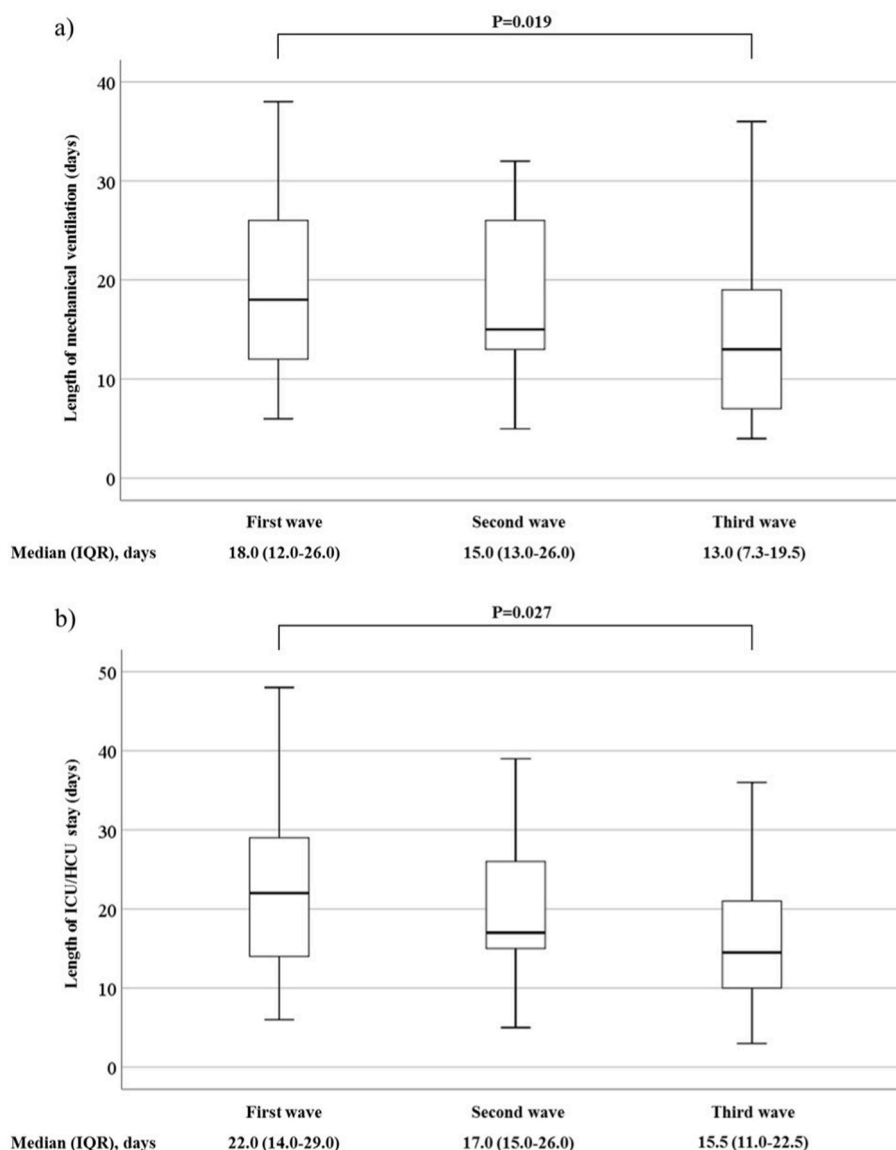 a)
P=0.019
Length of mechanical ventilation (days)
40
30
20
10
0
First wave Second wave Third wave
Median (IQR), days 18.0 (12.0-26.0) 15.0 (13.0-26.0) 13.0 (7.3-19.5)
b)
P=0.027
Length of ICU/HCU stay (days)
50
40
30
20
10
0
First wave Second wave Third wave
Median (IQR), days 22.0 (14.0-29.0) 17.0 (15.0-26.0) 15.5 (11.0-22.5)